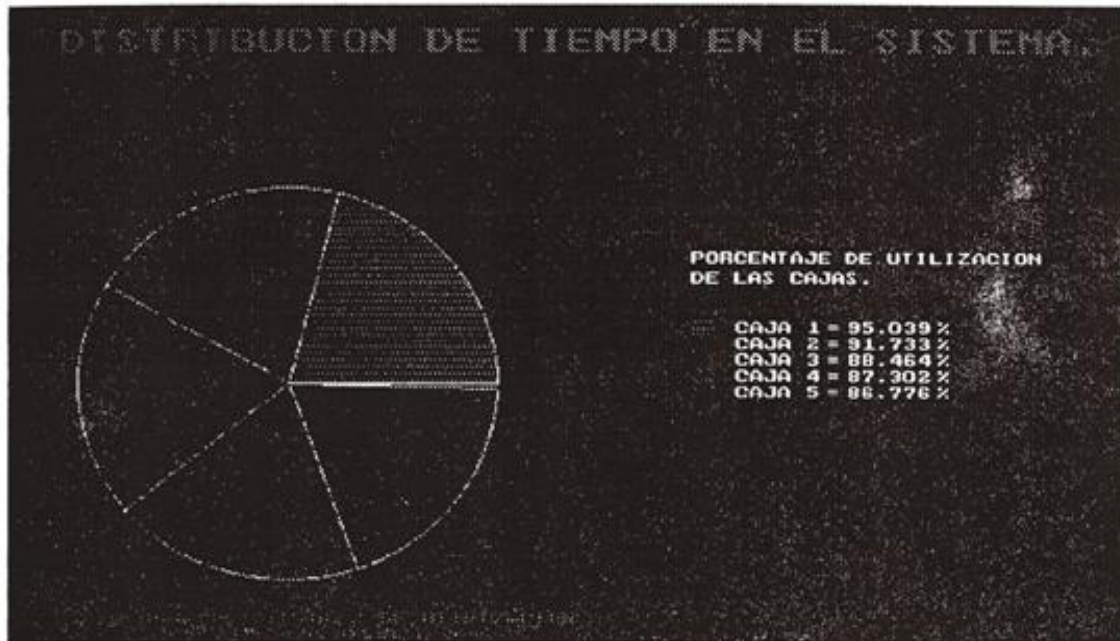 DISTRIBUCION DE TIEMPO EN EL SISTEMA.
PORCENTAJE DE UTILIZACION
DE LAS CAJAS.
CAJA 1 = 95.039 %
CAJA 2 = 91.733 %
CAJA 3 = 88.464 %
CAJA 4 = 87.302 %
CAJA 5 = 86.776 %